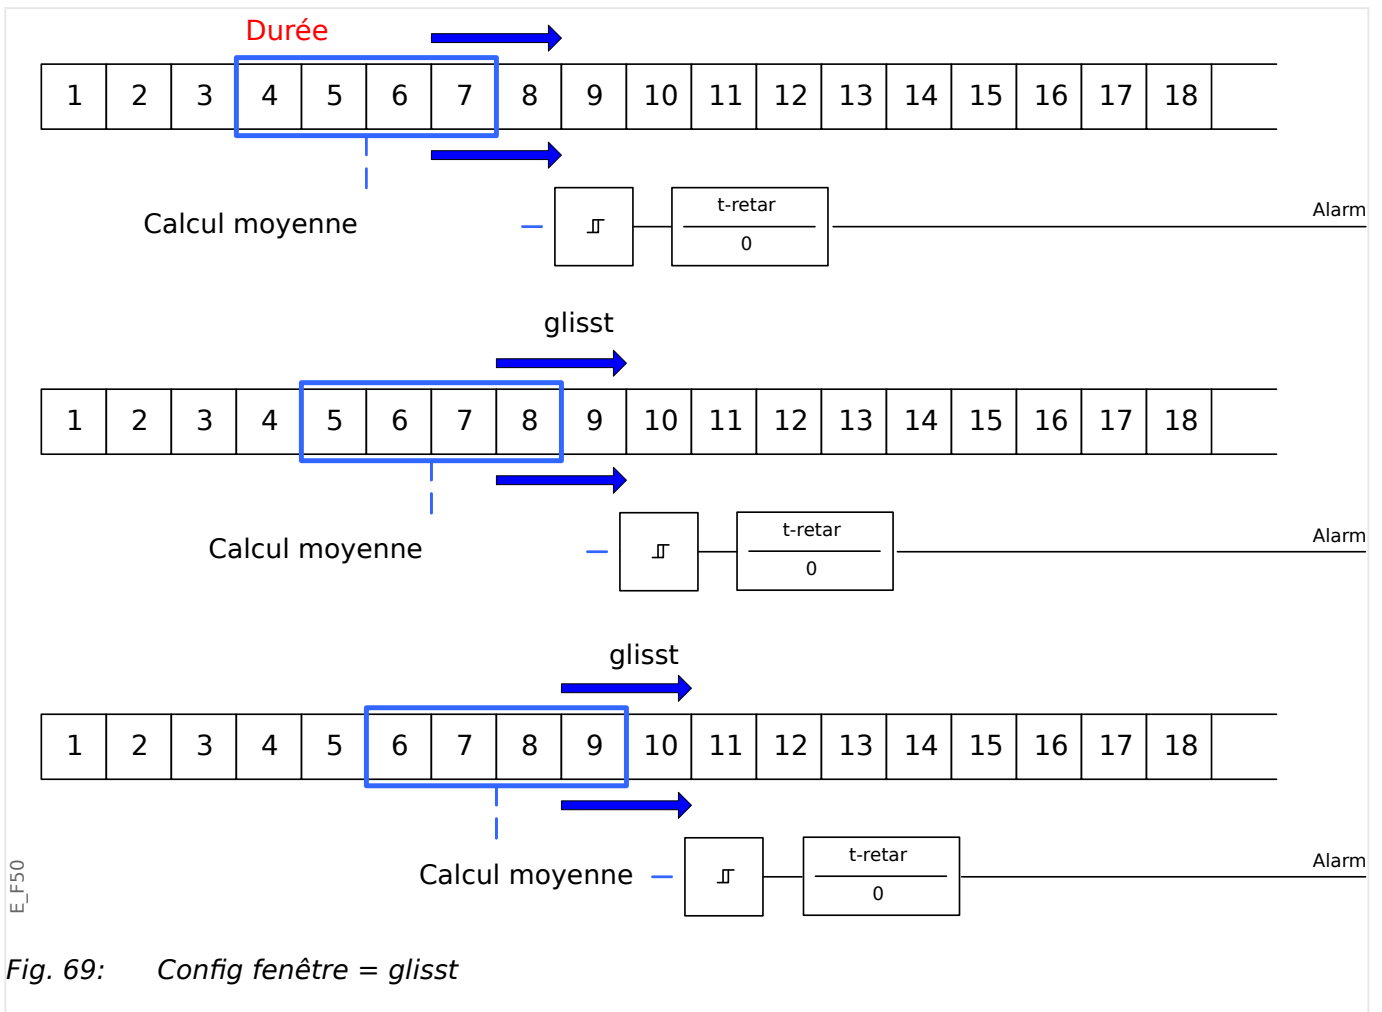 Durée
1 2 3 4 5 6 7 8 9 10 11 12 13 14 15 16 17 18
Calcul moyenne
t-retar
0
Alarm
glisst
1 2 3 4 5 6 7 8 9 10 11 12 13 14 15 16 17 18
Calcul moyenne
t-retar
0
Alarm
glisst
1 2 3 4 5 6 7 8 9 10 11 12 13 14 15 16 17 18
Calcul moyenne
t-retar
0
Alarm
E_F50
Fig. 69: Config fenêtre = glisst